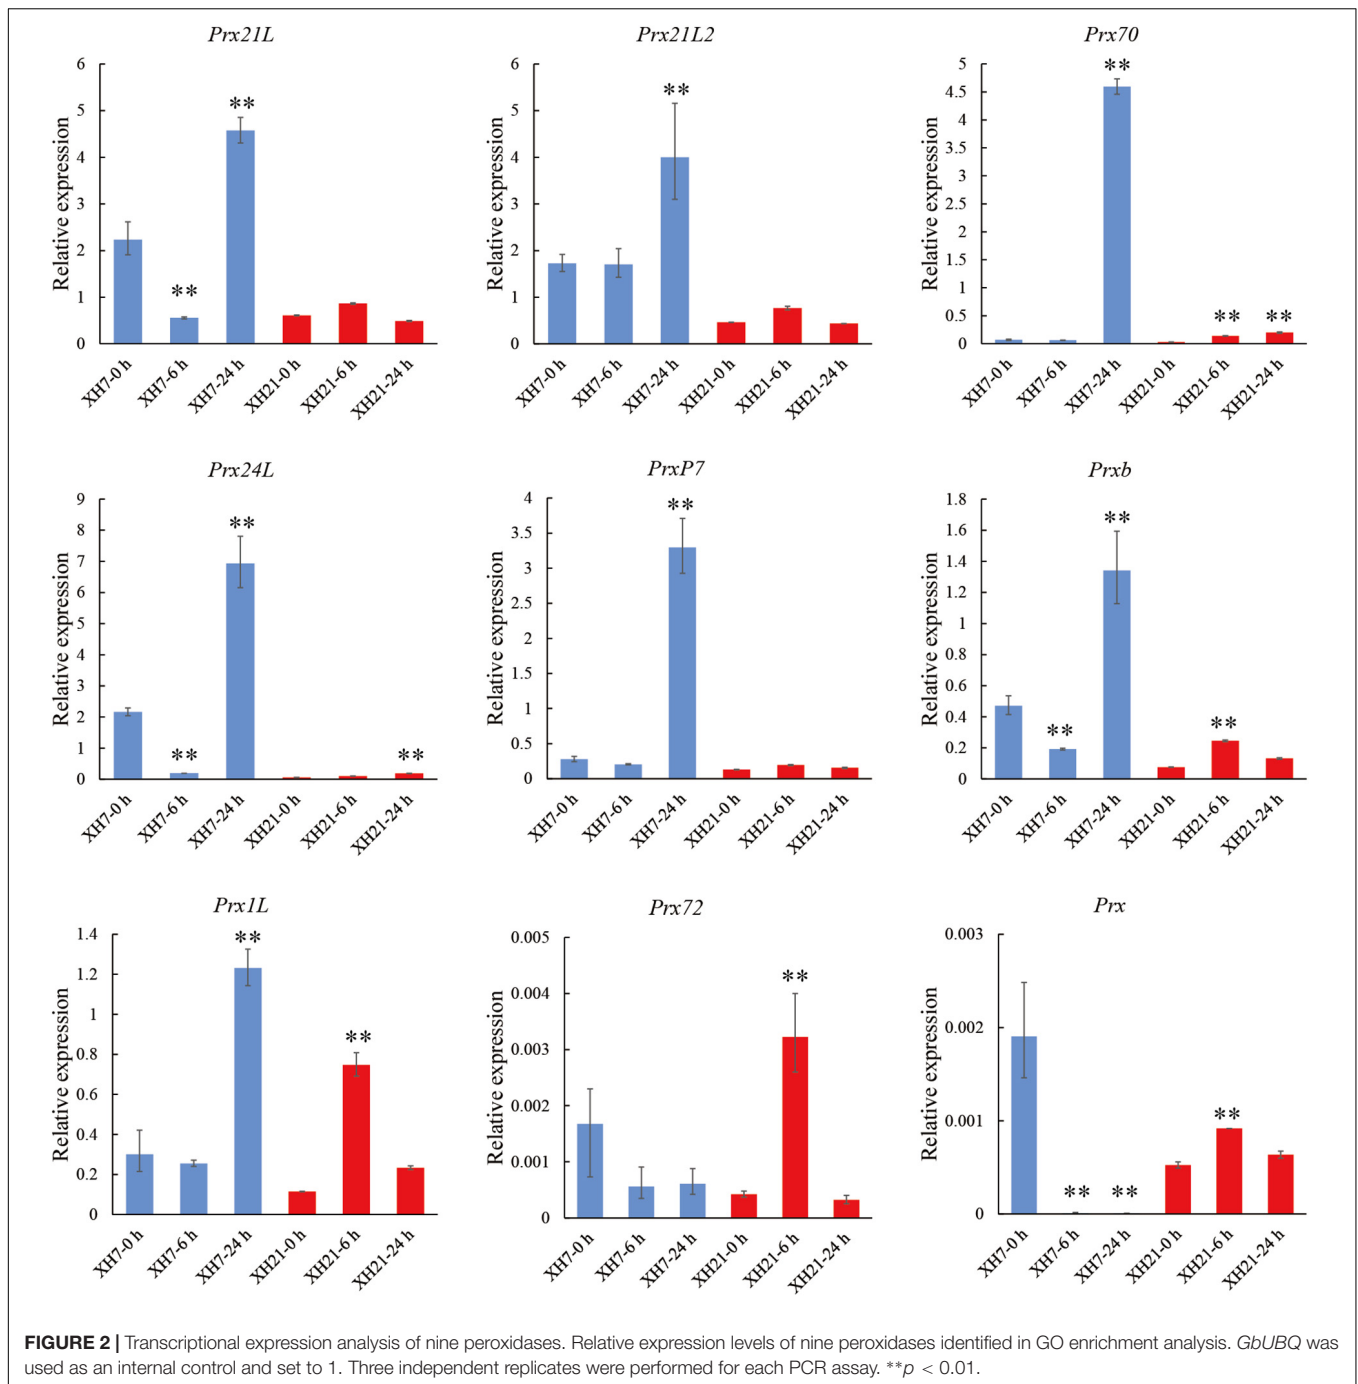 Prx21L
Relative expression
6
5
4
3
2
1
0
**
**
XH7-0 h
XH7-6 h
XH7-24 h
XH21-0 h
XH21-6 h
XH21-24 h
Prx21L2
Relative expression
6
5
4
3
2
1
0
**
XH7-0 h
XH7-6 h
XH7-24 h
XH21-0 h
XH21-6 h
XH21-24 h
Prx70
Relative expression
5
4.5
4
3.5
3
2.5
2
1.5
1
0.5
0
**
**
**
XH7-0 h
XH7-6 h
XH7-24 h
XH21-0 h
XH21-6 h
XH21-24 h
Prx24L
Relative expression
9
8
7
6
5
4
3
2
1
0
**
**
**
XH7-0 h
XH7-6 h
XH7-24 h
XH21-0 h
XH21-6 h
XH21-24 h
PrxP7
Relative expression
4
3.5
3
2.5
2
1.5
1
0.5
0
**
XH7-0 h
XH7-6 h
XH7-24 h
XH21-0 h
XH21-6 h
XH21-24 h
Prxb
Relative expression
1.8
1.6
1.4
1.2
1
0.8
0.6
0.4
0.2
0
**
**
**
XH7-0 h
XH7-6 h
XH7-24 h
XH21-0 h
XH21-6 h
XH21-24 h
Prx1L
Relative expression
1.4
1.2
1
0.8
0.6
0.4
0.2
0
**
**
XH7-0 h
XH7-6 h
XH7-24 h
XH21-0 h
XH21-6 h
XH21-24 h
Prx72
Relative expression
0.005
0.004
0.003
0.002
0.001
0
**
XH7-0 h
XH7-6 h
XH7-24 h
XH21-0 h
XH21-6 h
XH21-24 h
Prx
Relative expression
0.003
0.002
0.001
0
**
**
**
XH7-0 h
XH7-6 h
XH7-24 h
XH21-0 h
XH21-6 h
XH21-24 h
FIGURE 2 | Transcriptional expression analysis of nine peroxidases. Relative expression levels of nine peroxidases identified in GO enrichment analysis. GbUBQ was
used as an internal control and set to 1. Three independent replicates were performed for each PCR assay. **p < 0.01.